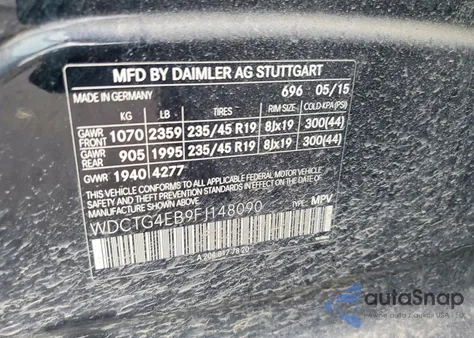 MFD BY DAIMLER AG STUTTGART
MADE IN GERMANY 696 05/15
KG LB TIRES RIM SIZE COLD-KPA (PSI)
GAWR FRONT 1070 2359 235/45 R19 8Jx19 300(44)
GAWR REAR 905 1995 235/45 R19 8Jx19 300(44)
GVWR 1940 4277
THIS VEHICLE CONFORMS TO ALL APPLICABLE FEDERAL MOTOR VEHICLE
SAFETY AND THEFT PREVENTION STANDARDS IN EFFECT ON THE
DATE OF MANUFACTURE SHOWN ABOVE
WDCTG4EB9FJ148090 TYPE: MPV
autoSnap